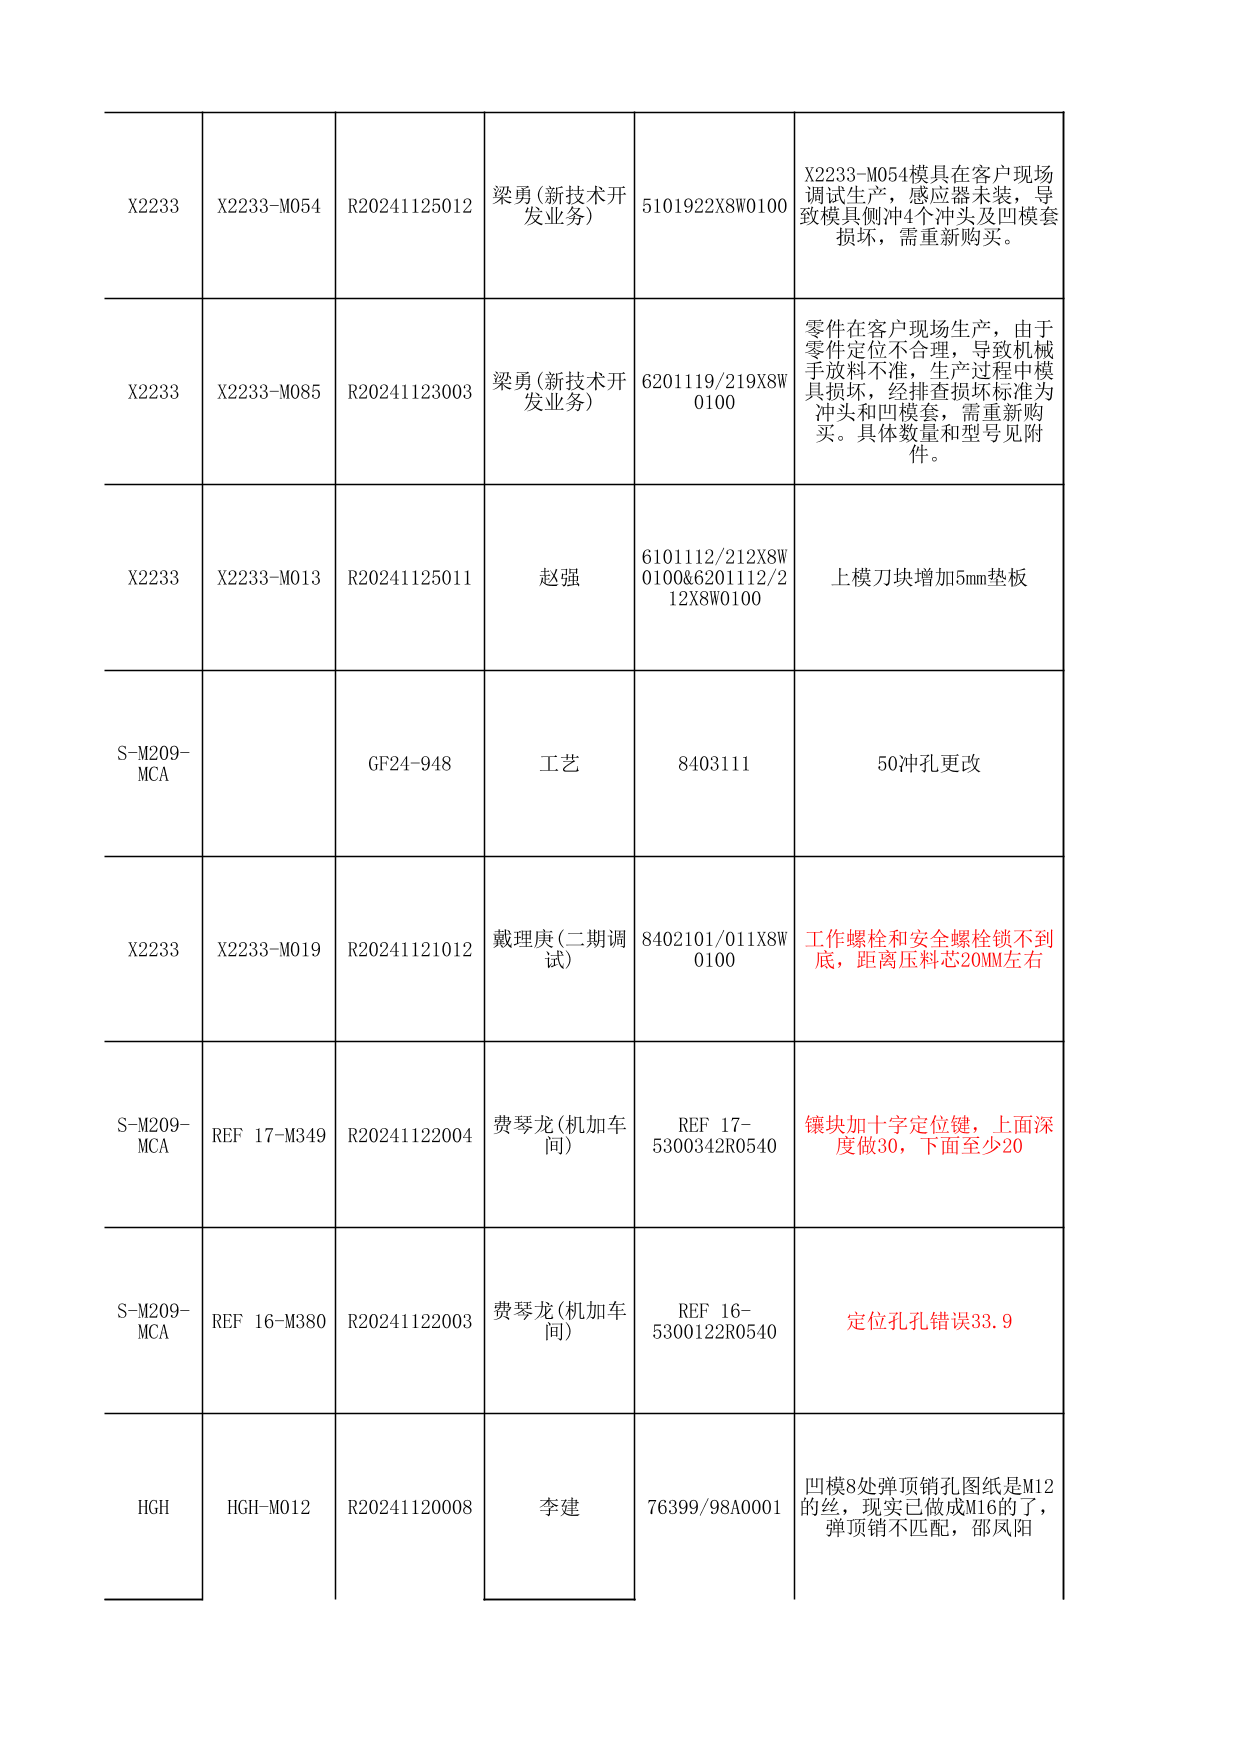 X2233
X2233-M054
R20241125012
梁勇(新技术开
发业务)
5101922X8W0100
X2233-M054模具在客户现场
调试生产，感应器未装，导
致模具侧冲4个冲头及凹模套
损坏，需重新购买。
X2233
X2233-M085
R20241123003
梁勇(新技术开
发业务)
6201119/219X8W
0100
零件在客户现场生产，由于
零件定位不合理，导致机械
手放料不准，生产过程中模
具损坏，经排查损坏标准为
冲头和凹模套，需重新购
买。具体数量和型号见附
件。
X2233
X2233-M013
R20241125011
赵强
6101112/212X8W
0100&6201112/2
12X8W0100
上模刀块增加5mm垫板
S-M209-
MCA
GF24-948
工艺
8403111
50冲孔更改
X2233
X2233-M019
R20241121012
戴理庚(二期调
试)
8402101/011X8W
0100
工作螺栓和安全螺栓锁不到
底，距离压料芯20MM左右
S-M209-
MCA
REF 17-M349
R20241122004
费琴龙(机加车
间)
REF 17-
5300342R0540
镶块加十字定位键，上面深
度做30，下面至少20
S-M209-
MCA
REF 16-M380
R20241122003
费琴龙(机加车
间)
REF 16-
5300122R0540
定位孔孔错误33.9
HGH
HGH-M012
R20241120008
李建
76399/98A0001
凹模8处弹顶销孔图纸是M12
的丝，现实已做成M16的了，
弹顶销不匹配，邵凤阳